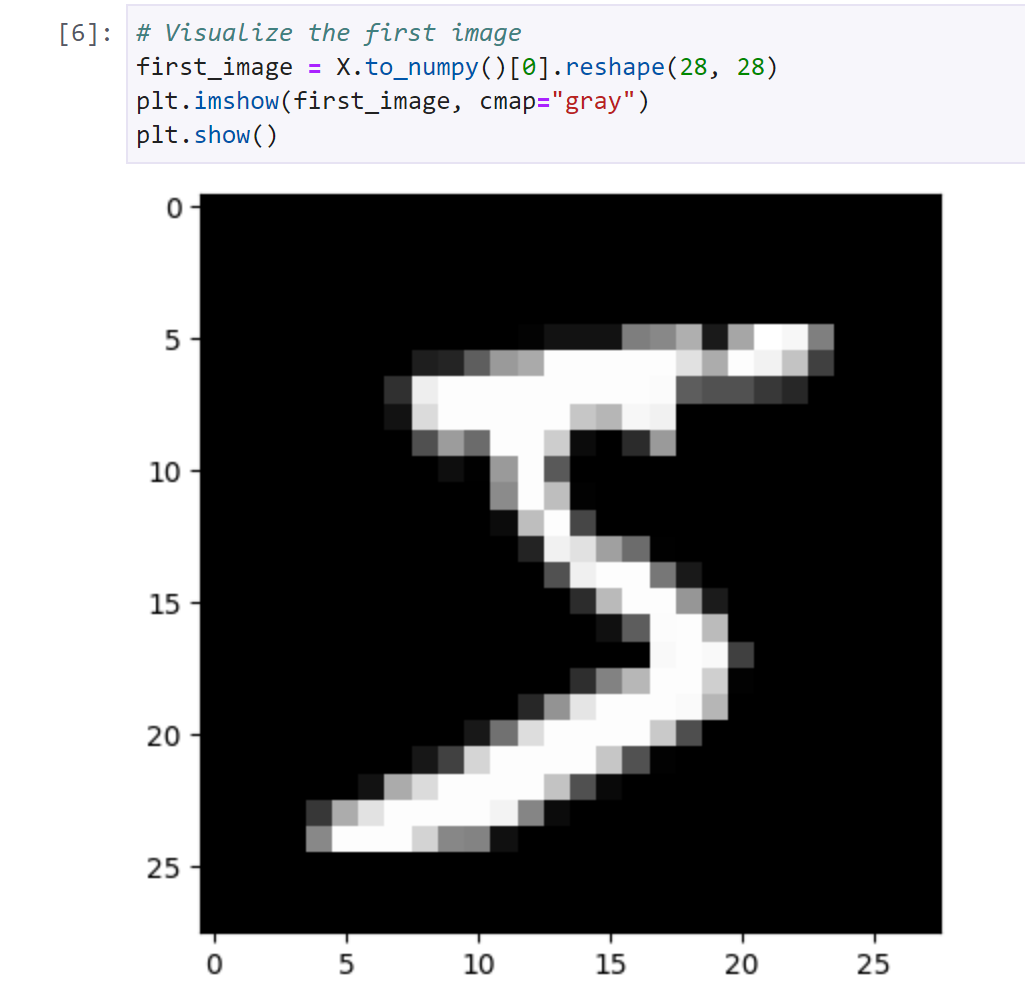 [6]: # Visualize the first image
first_image = X.to_numpy()[0].reshape(28, 28)
plt.imshow(first_image, cmap="gray")
plt.show()
0
5
10
15
20
25
5
0 5 10 15 20 25